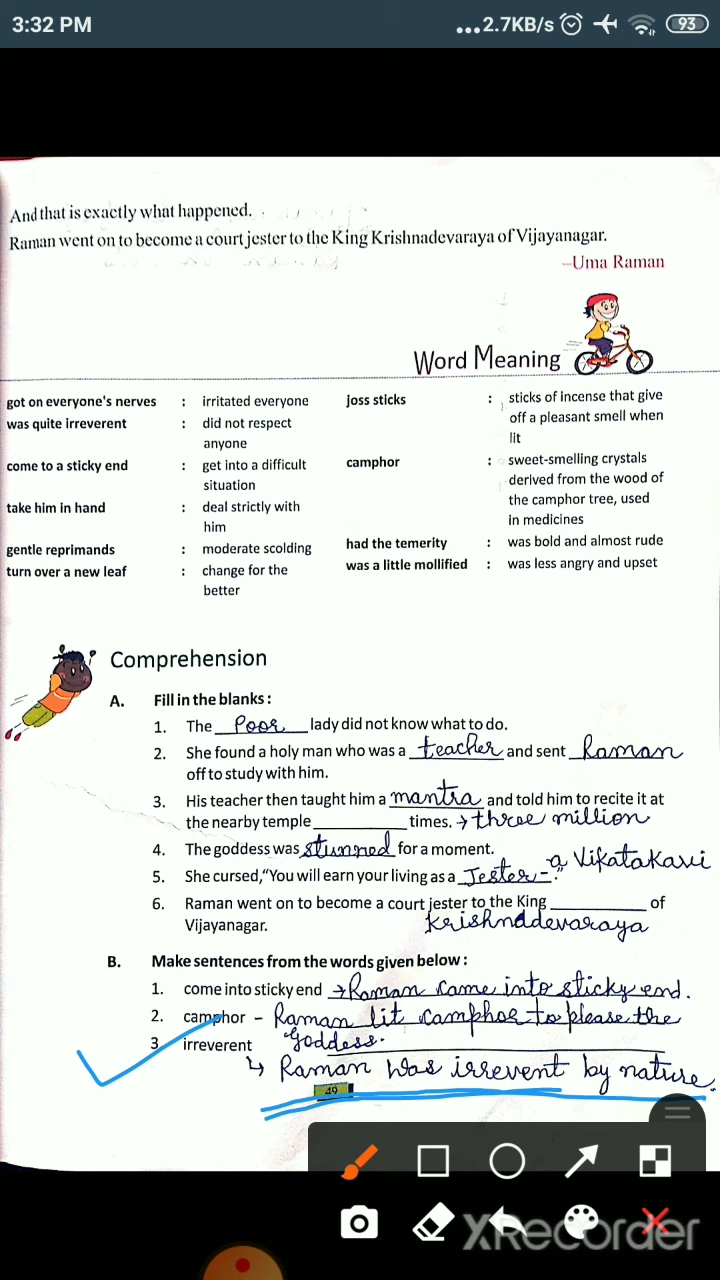 3:32 PM
...2.7KB/s
93
And that is exactly what happened.
Raman went on to become a court jester to the King Krishnadevaraya of Vijayanagar.
–Uma Raman
Word Meaning
got on everyone's nerves : irritated everyone
was quite irreverent : did not respect
anyone
come to a sticky end : get into a difficult
situation
take him in hand : deal strictly with
him
gentle reprimands : moderate scolding
turn over a new leaf : change for the
better
joss sticks : sticks of incense that give
off a pleasant smell when
lit
camphor : sweet-smelling crystals
derived from the wood of
the camphor tree, used
in medicines
had the temerity : was bold and almost rude
was a little mollified : was less angry and upset
Comprehension
A. Fill in the blanks :
1. The Poor lady did not know what to do.
2. She found a holy man who was a teacher and sent Raman
off to study with him.
3. His teacher then taught him a mantra and told him to recite it at
the nearby temple __________ times. → three million
4. The goddess was stunned for a moment.
5. She cursed,"You will earn your living as a Jester – a Vikatakavi."
6. Raman went on to become a court jester to the King __________ of
Vijayanagar. Krishnadevaraya
B. Make sentences from the words given below :
1. come into sticky end → Raman came into sticky end.
2. camphor – Raman lit camphor to please the
Goddess.
3. irreverent
↳ Raman was irrevent by nature.
49
XRecorder